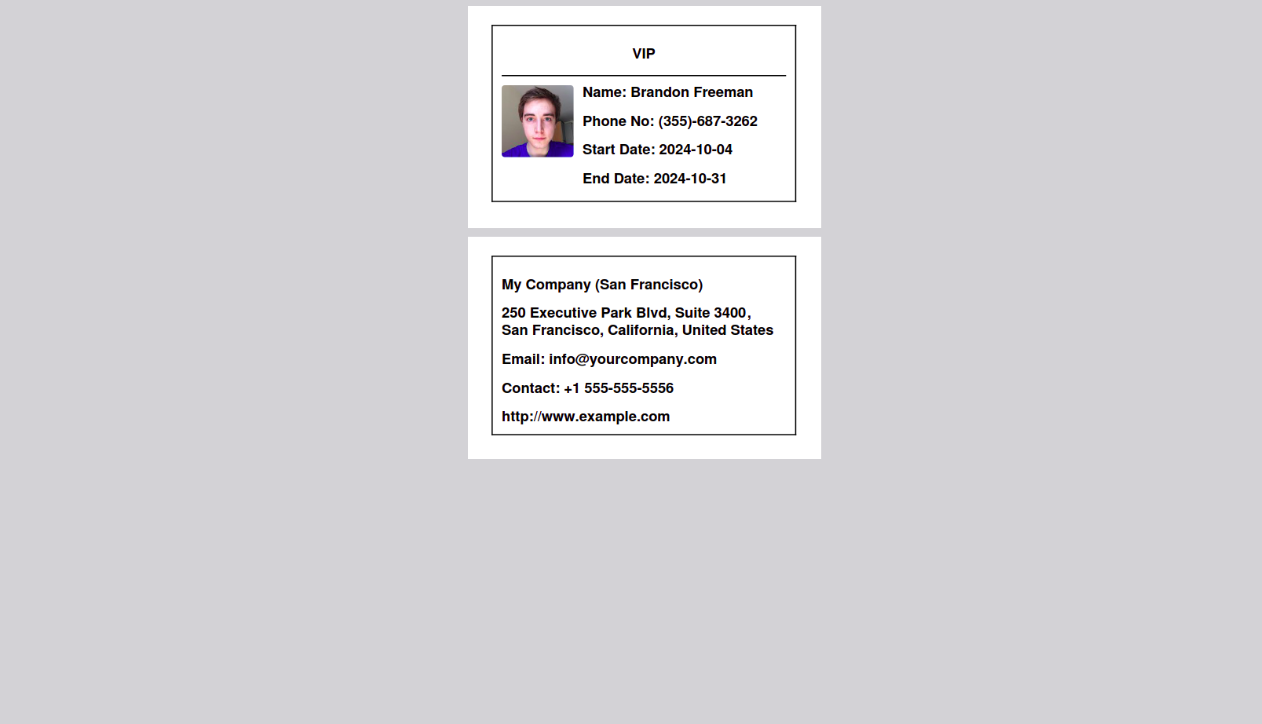 VIP
Name: Brandon Freeman
Phone No: (355)-687-3262
Start Date: 2024-10-04
End Date: 2024-10-31
My Company (San Francisco)
250 Executive Park Blvd, Suite 3400,
San Francisco, California, United States
Email: info@yourcompany.com
Contact: +1 555-555-5556
http://www.example.com